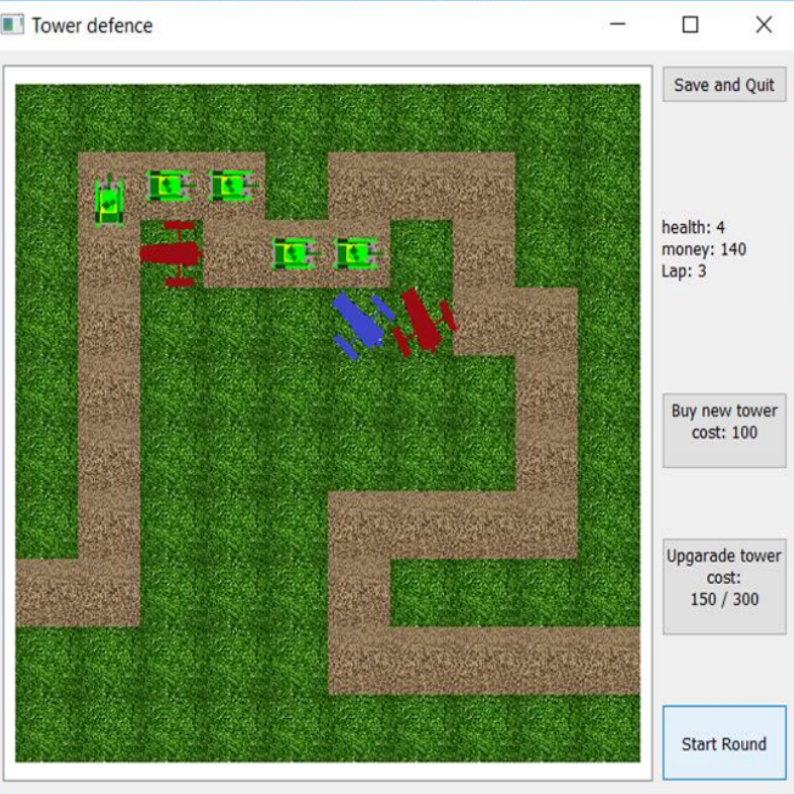 Tower defence
Save and Quit
health: 4
money: 140
Lap: 3
Buy new tower
cost: 100
Upgarade tower
cost:
150 / 300
Start Round